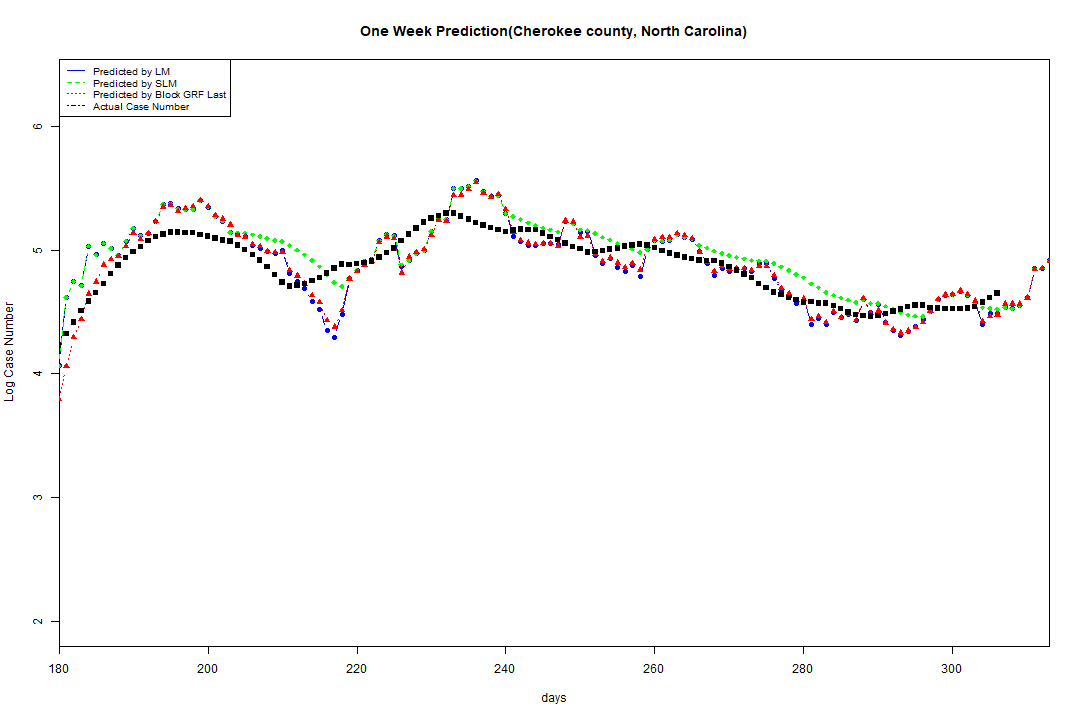 One Week Prediction(Cherokee county, North Carolina)
Predicted by LM
Predicted by SLM
Predicted by Block GRF Last
Actual Case Number
6
5
4
3
2
Log Case Number
180 200 220 240 260 280 300
days